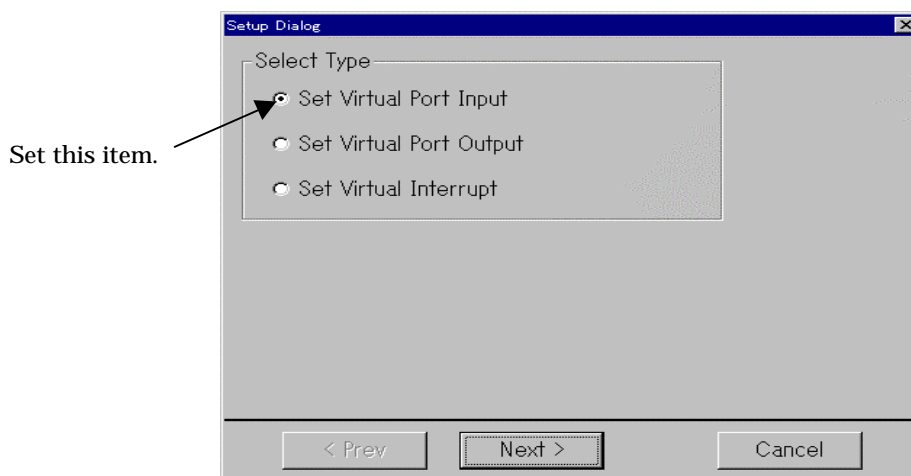 Setup Dialog
Select Type
Set Virtual Port Input
Set this item.
Set Virtual Port Output
Set Virtual Interrupt
< Prev
Next >
Cancel